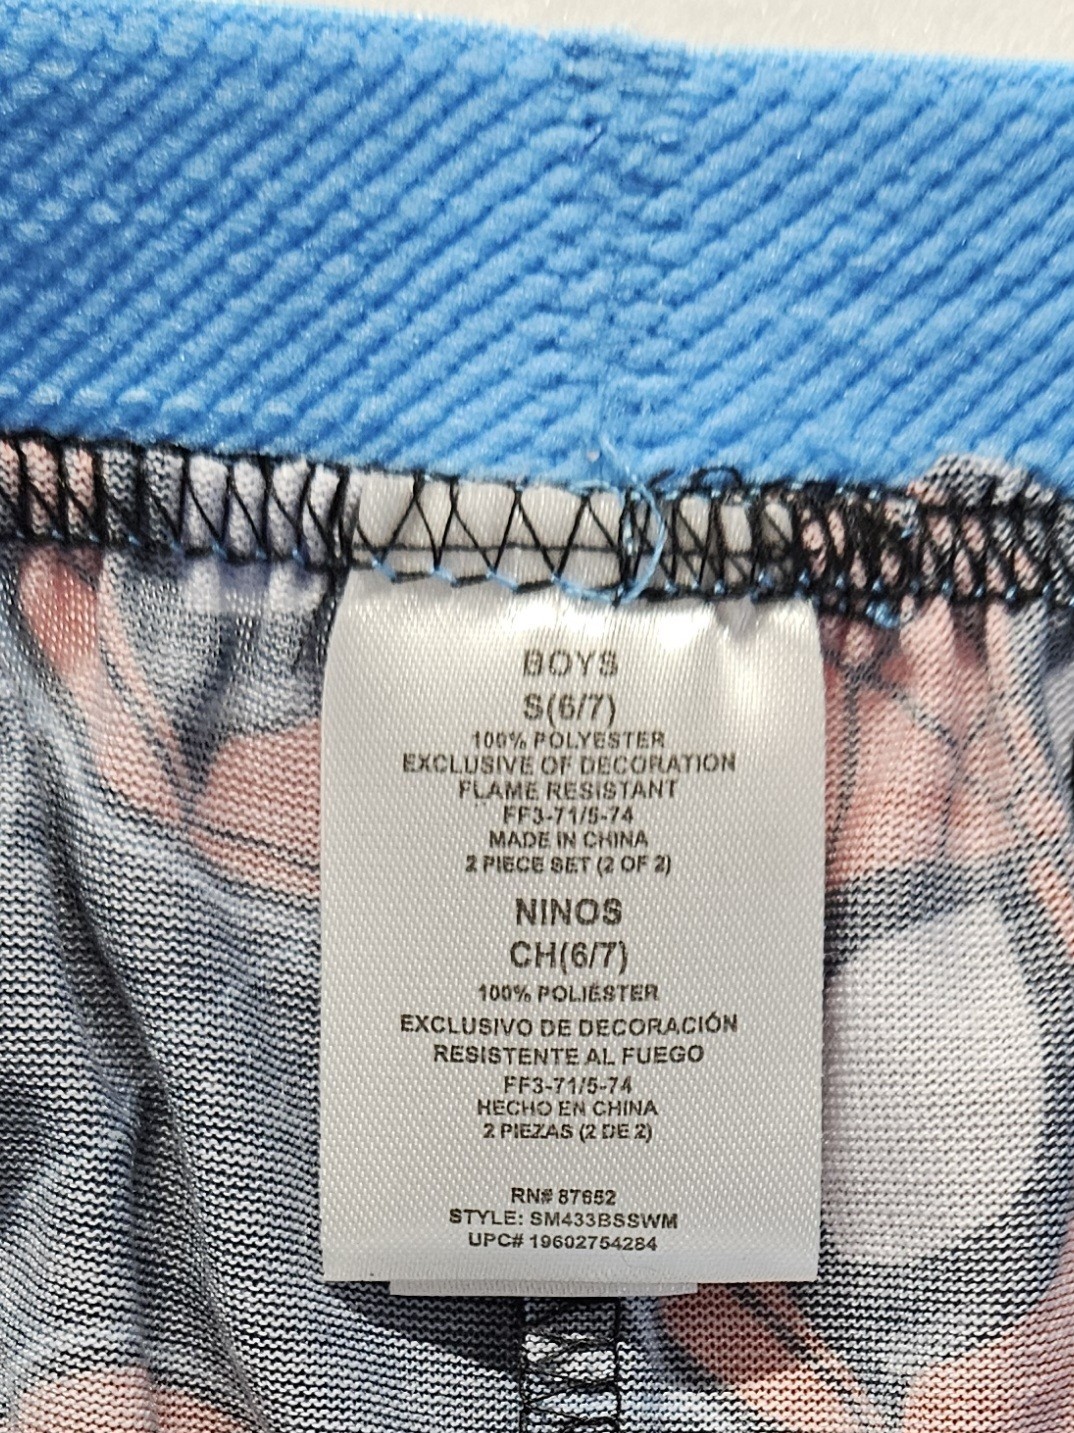 BOYS
S(6/7)
100% POLYESTER
EXCLUSIVE OF DECORATION
FLAME RESISTANT
FF3-71/5-74
MADE IN CHINA
2 PIECE SET (2 OF 2)
NINOS
CH(6/7)
100% POLIÉSTER
EXCLUSIVO DE DECORACIÓN
RESISTENTE AL FUEGO
FF3-71/5-74
HECHO EN CHINA
2 PIEZAS (2 DE 2)
RN# 87652
STYLE: SM433BSSWM
UPC# 19602754284